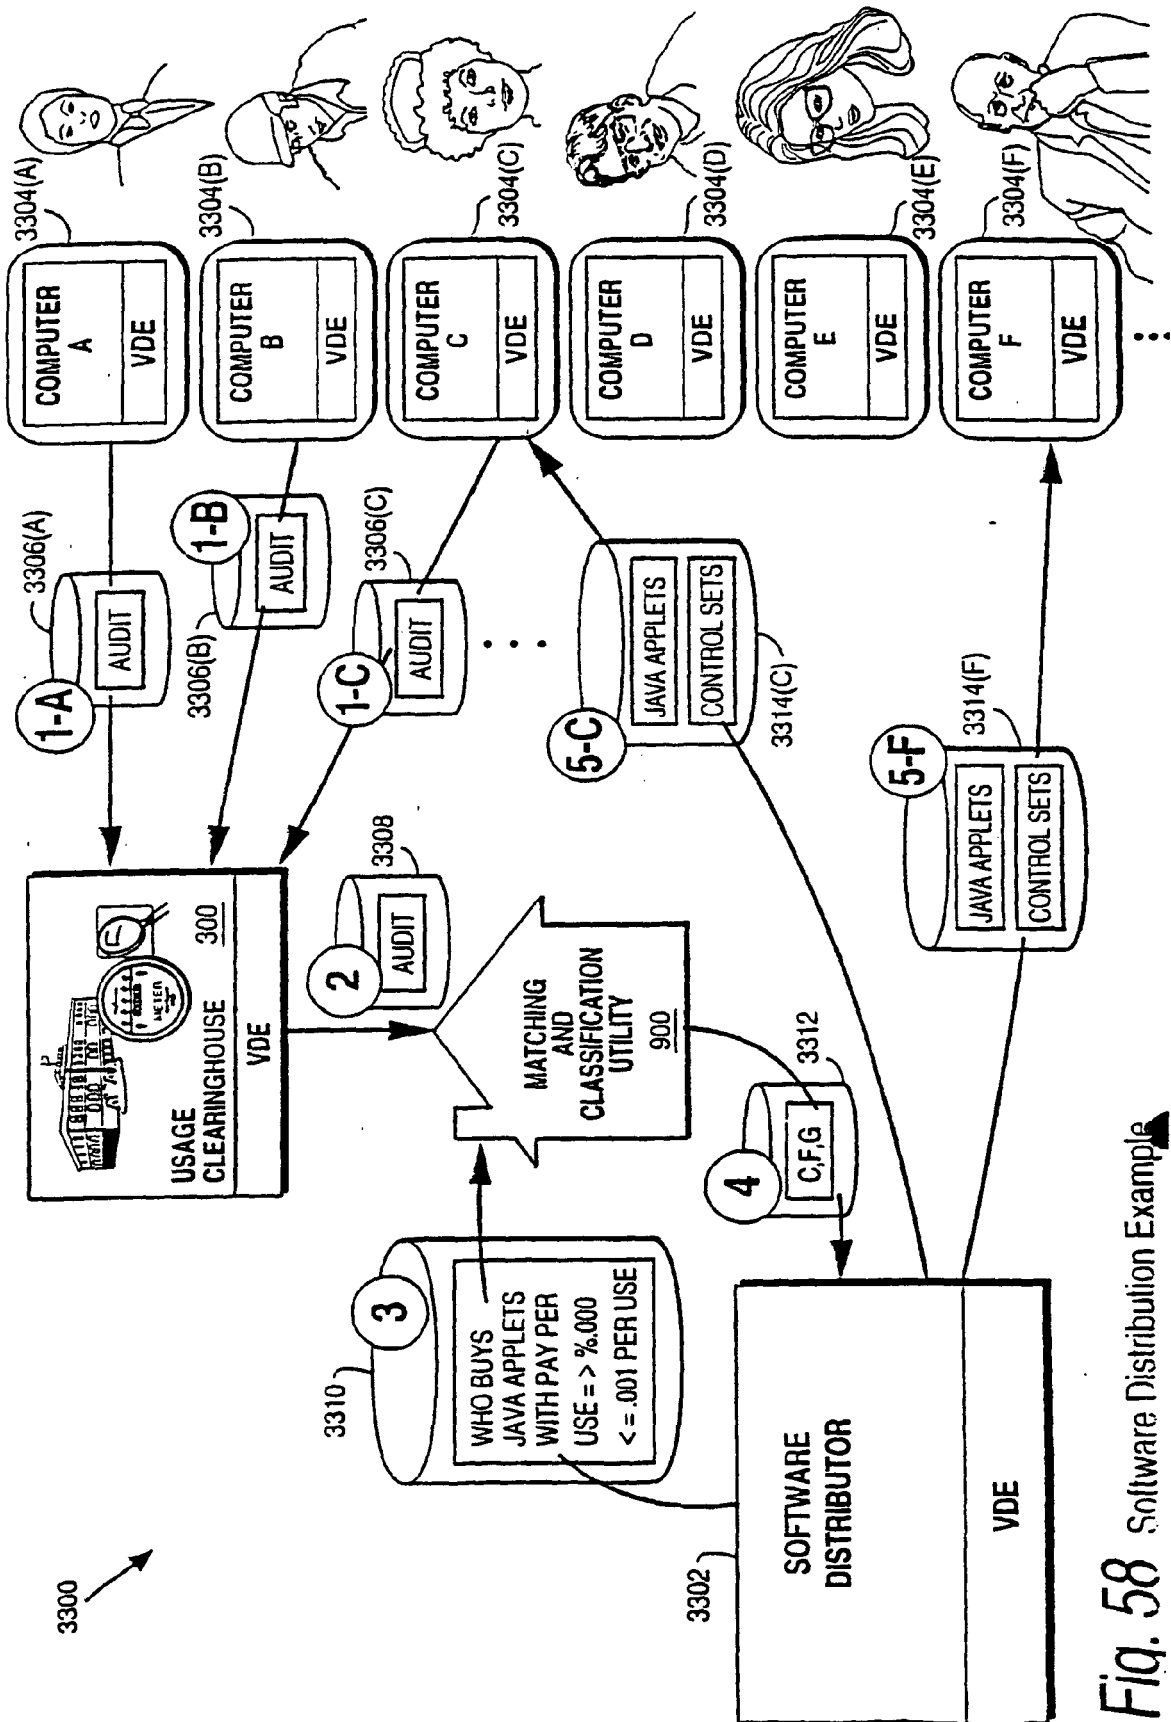 3300
USAGE
CLEARINGHOUSE
300
METER
VDE
1-A
AUDIT
3306(A)
COMPUTER
A
VDE
3304(A)
1-B
AUDIT
3306(B)
COMPUTER
B
VDE
3304(B)
1-C
AUDIT
3306(C)
COMPUTER
C
VDE
3304(C)
COMPUTER
D
VDE
3304(D)
COMPUTER
E
VDE
3304(E)
COMPUTER
F
VDE
3304(F)
2
AUDIT
3308
MATCHING
AND
CLASSIFICATION
UTILITY
900
3
3310
WHO BUYS
JAVA APPLETS
WITH PAY PER
USE = > %.000
< = .001 PER USE
4
C,F,G
3312
5-C
JAVA APPLETS
CONTROL SETS
3314(C)
5-F
JAVA APPLETS
CONTROL SETS
3314(F)
3302
SOFTWARE
DISTRIBUTOR
VDE
Fig. 58 Software Distribution Example